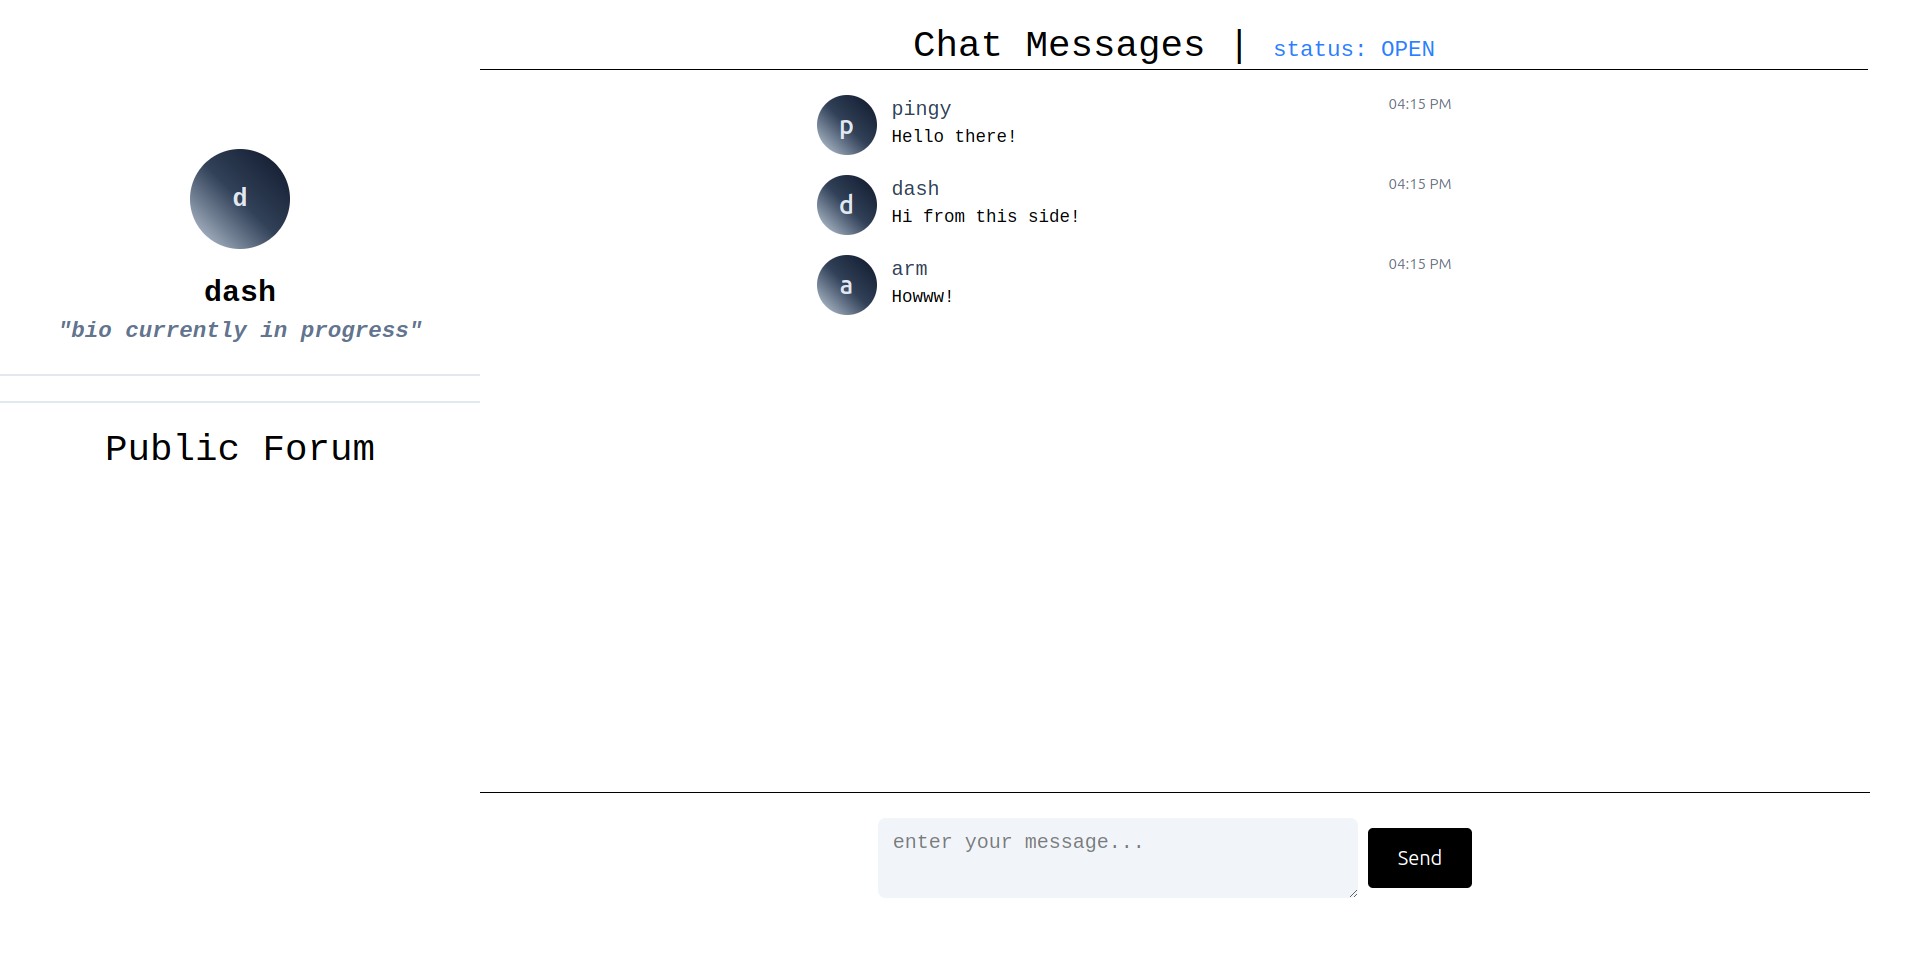 d
dash
"bio currently in progress"
Public Forum
Chat Messages | status: OPEN
p
pingy
04:15 PM
Hello there!
d
dash
04:15 PM
Hi from this side!
a
arm
04:15 PM
Howww!
enter your message...
Send